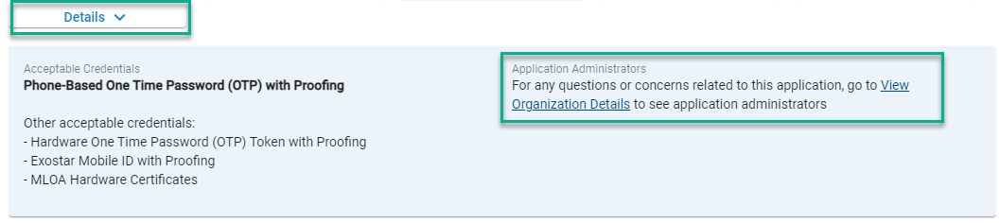 Details
Acceptable Credentials
Phone-Based One Time Password (OTP) with Proofing
Other acceptable credentials:
- Hardware One Time Password (OTP) Token with Proofing
- Exostar Mobile ID with Proofing
- MLOA Hardware Certificates
Application Administrators
For any questions or concerns related to this application, go to View
Organization Details to see application administrators